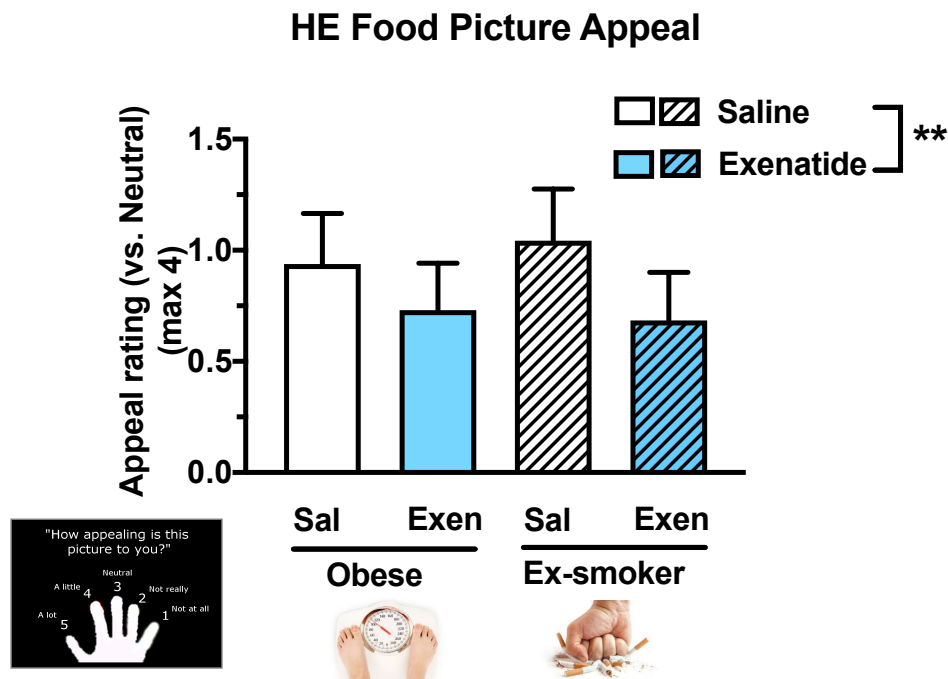 HE Food Picture Appeal
Saline
Exenatide
**
Appeal rating (vs. Neutral)
(max 4)
1.5
1.0
0.5
0.0
Sal
Exen
Sal
Exen
Obese
Ex-smoker
"How appealing is this
picture to you?"
Neutral
A little
Not really
3
4
2
A lot
Not at all
5
1